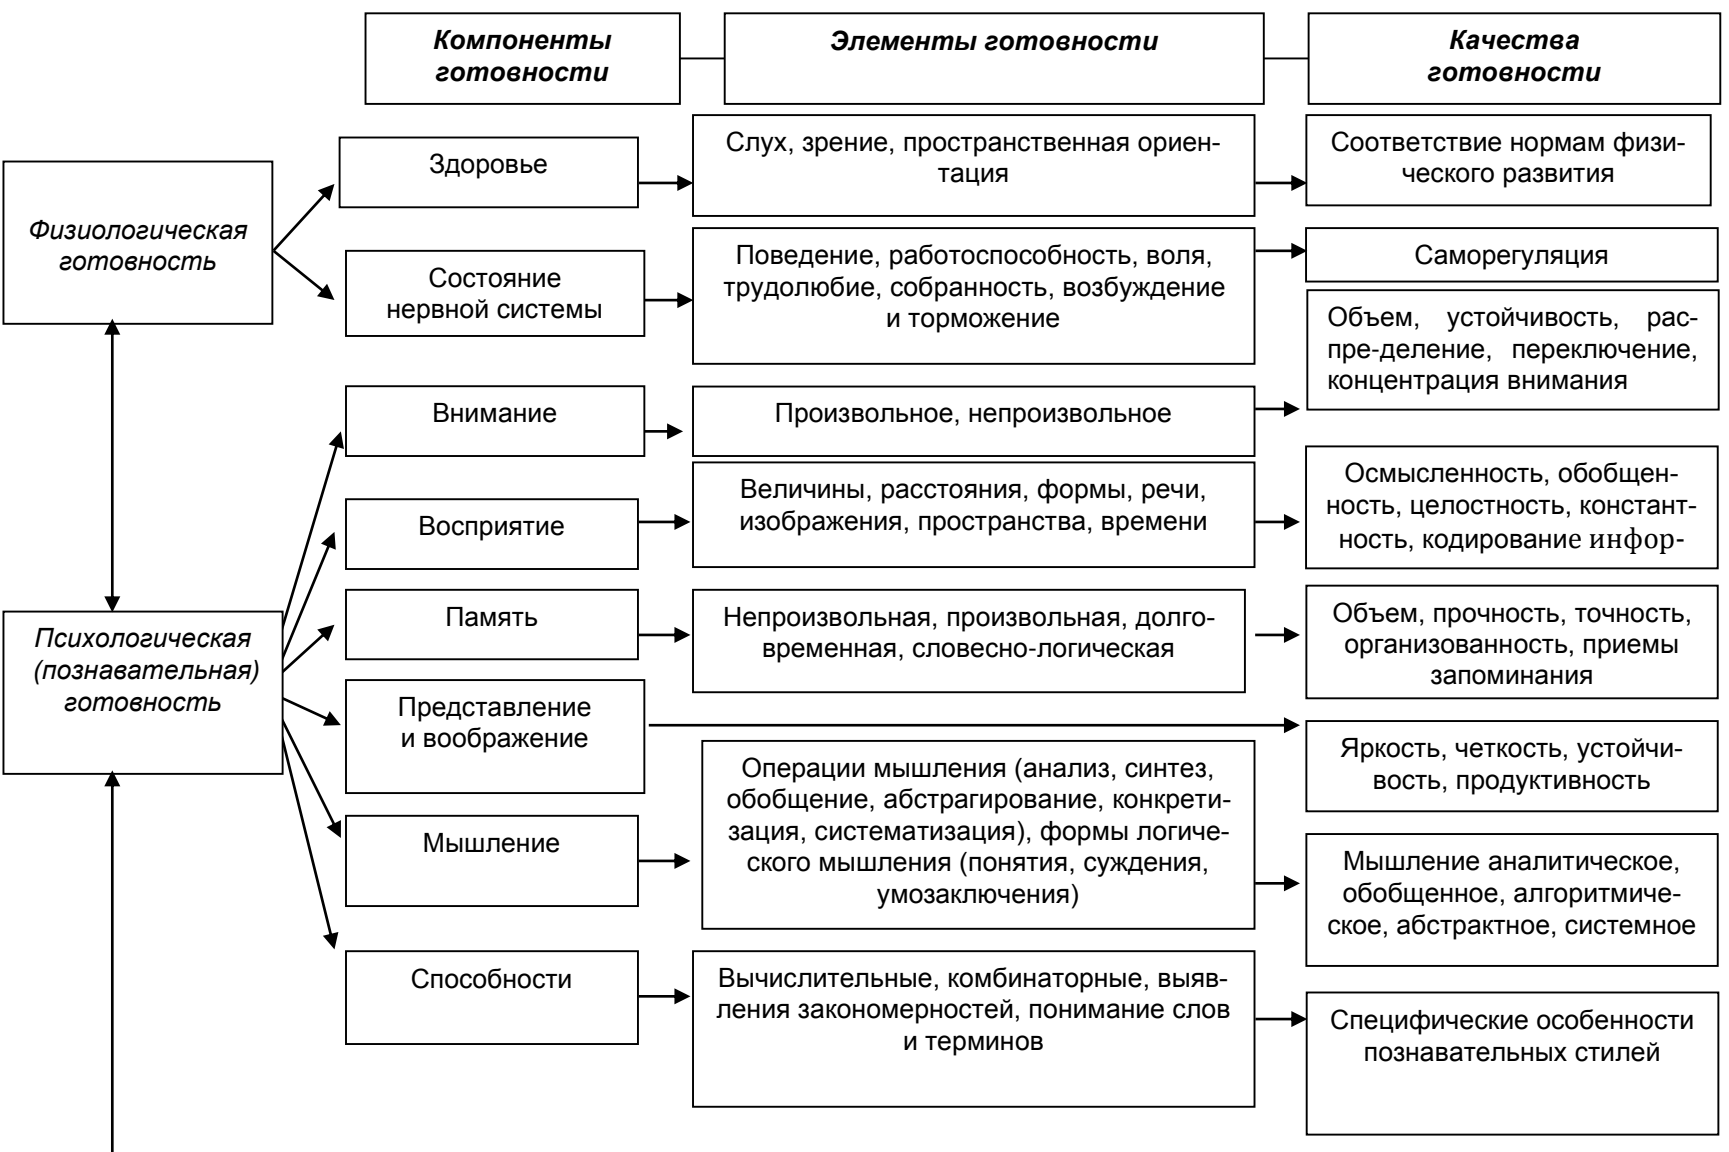 Компоненты
готовности
Элементы готовности
Качества
готовности
Физиологическая
готовность
Здоровье
Слух, зрение, пространственная ориен-
тация
Соответствие нормам физи-
ческого развития
Состояние
нервной системы
Поведение, работоспособность, воля,
трудолюбие, собранность, возбуждение
и торможение
Саморегуляция
Объем, устойчивость, рас-
пре-деление, переключение,
концентрация внимания
Внимание
Произвольное, непроизвольное
Восприятие
Величины, расстояния, формы, речи,
изображения, пространства, времени
Осмысленность, обобщен-
ность, целостность, констант-
ность, кодирование инфор-
Психологическая
(познавательная)
готовность
Память
Непроизвольная, произвольная, долго-
временная, словесно-логическая
Объем, прочность, точность,
организованность, приемы
запоминания
Представление
и воображение
Яркость, четкость, устойчи-
вость, продуктивность
Мышление
Операции мышления (анализ, синтез,
обобщение, абстрагирование, конкрети-
зация, систематизация), формы логиче-
ского мышления (понятия, суждения,
умозаключения)
Мышление аналитическое,
обобщенное, алгоритмиче-
ское, абстрактное, системное
Способности
Вычислительные, комбинаторные, выяв-
ления закономерностей, понимание слов
и терминов
Специфические особенности
познавательных стилей